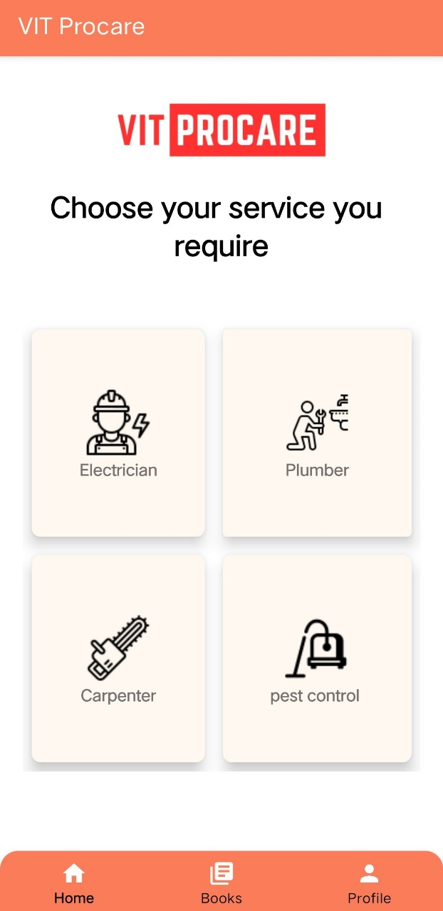 VIT Procare
VIT PROCARE
Choose your service you
require
Electrician
Plumber
Carpenter
pest control
Home
Books
Profile